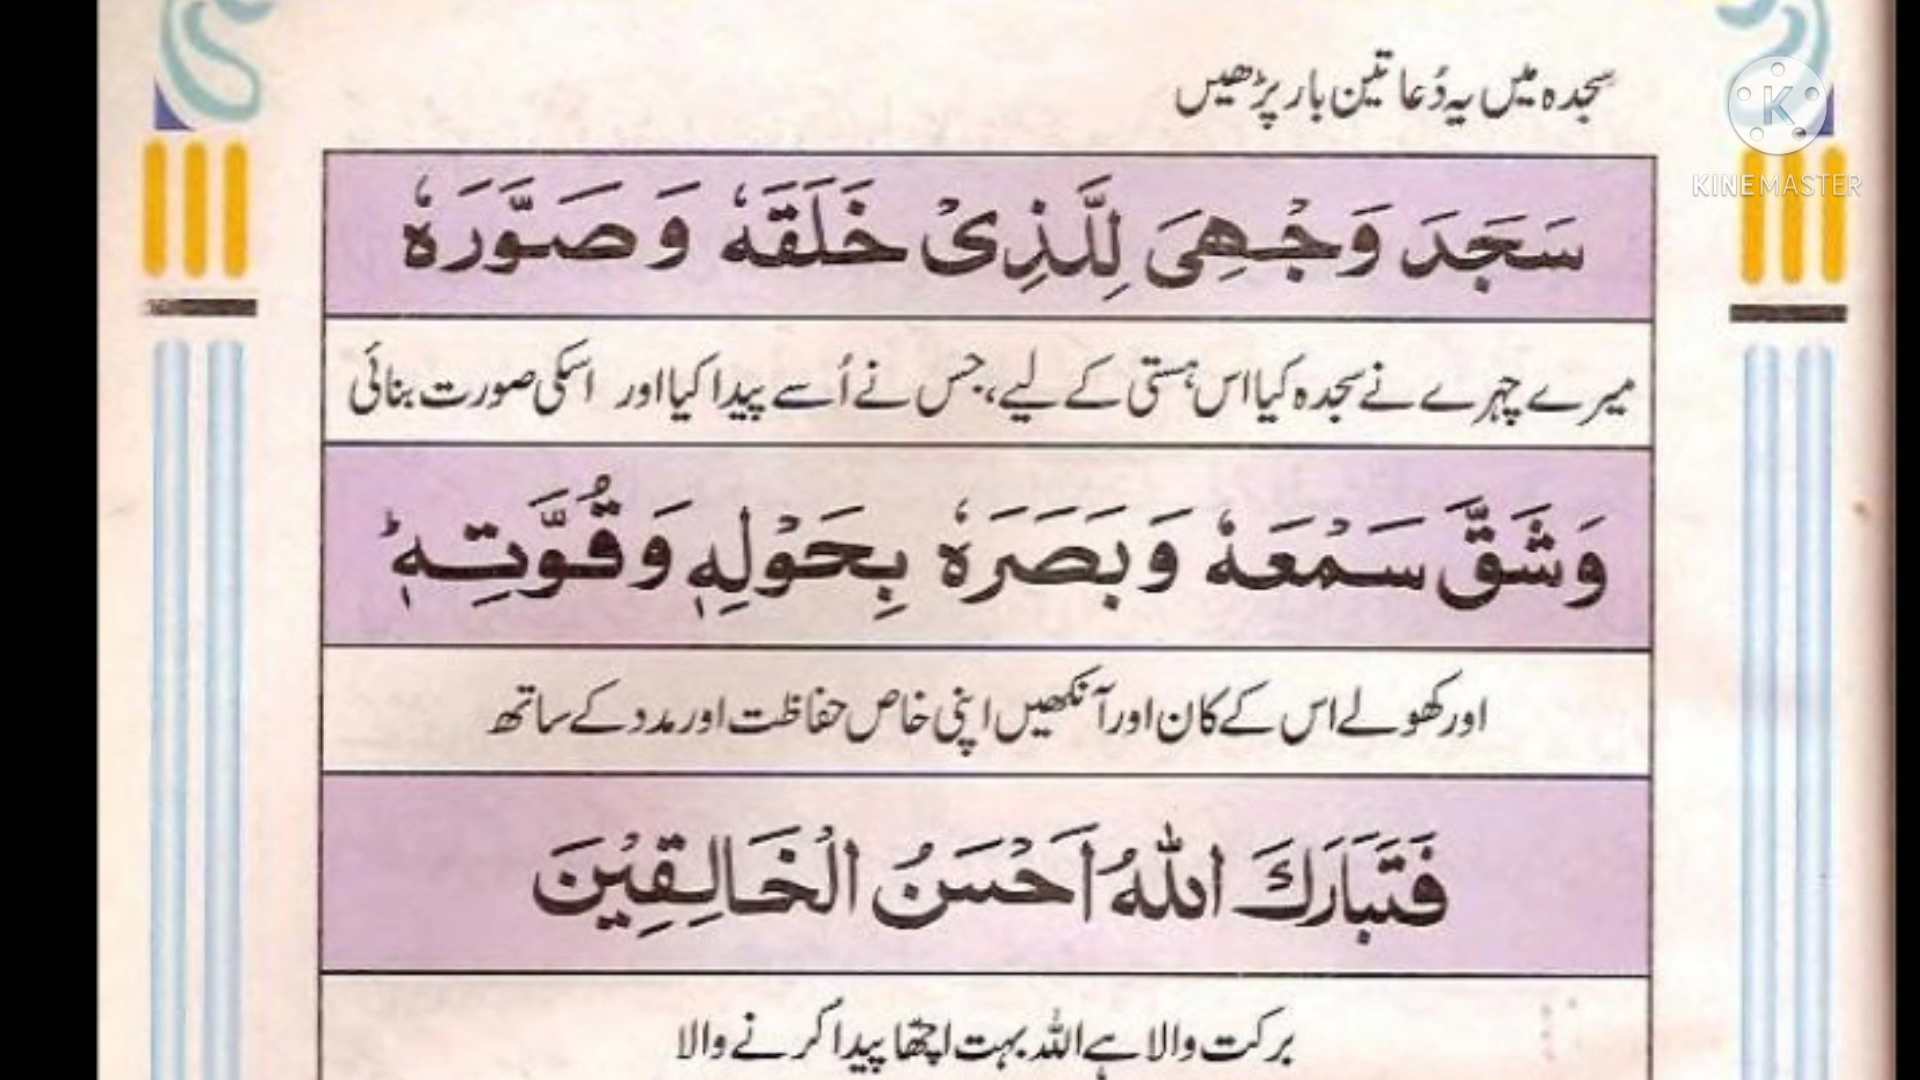 سجدہ میں یہ دُعا تین بار پڑھیں
KINEMASTER
سَجَدَ وَجْهِیَ لِلَّذِیْ خَلَقَهٗ وَ صَوَّرَهٗ
میرے چہرے نے سجدہ کیا اس ہستی کے لیے، جس نے اُسے پیدا کیا اور اسکی صورت بنائی
وَشَقَّ سَمْعَهٗ وَبَصَرَهٗ بِحَوْلِهٖ وَقُوَّتِهٖؕ
اور کھولے اس کے کان اور آنکھیں اپنی خاص حفاظت اور مدد کے ساتھ
فَتَبَارَكَ اللّٰهُ اَحْسَنُ الْخَالِقِیْنَ
برکت والا ہے اللہ بہت اچھا پیدا کرنے والا